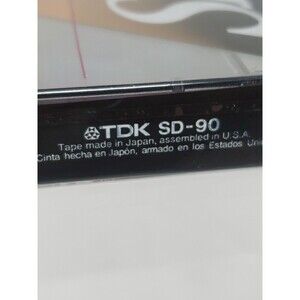 TDK SD-90
Tape made in Japan, assembled in U.S.A.
Cinta hecha en Japón, armado en los Estados